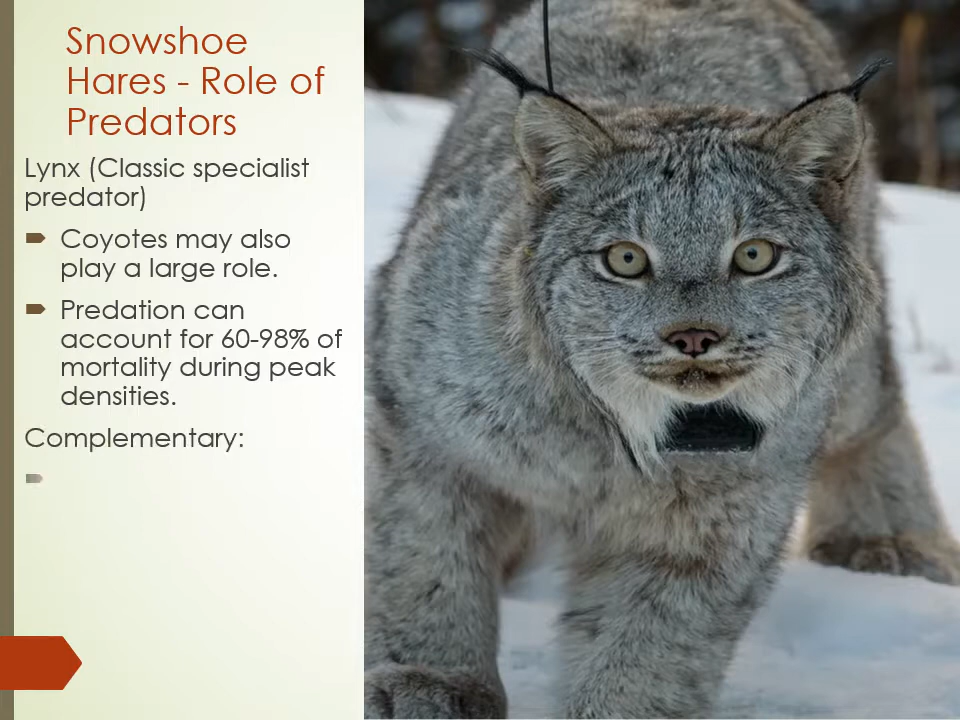 Snowshoe
Hares - Role of
Predators
Lynx (Classic specialist
predator)
Coyotes may also
play a large role.
Predation can
account for 60-98% of
mortality during peak
densities.
Complementary: